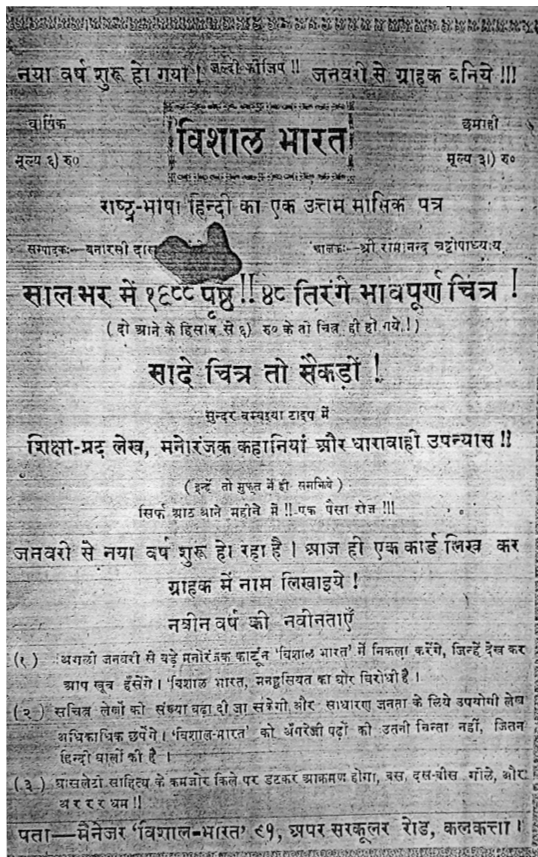 नया वर्ष शुरू हो गया ! जल्दी कीजिए !! जनवरी से ग्राहक बनिये !!!
वार्षिक
मूल्य ६) रु०
विशाल भारत
छमाही
मूल्य ३।) रु०
राष्ट्र-भाषा हिन्दी का एक उत्तम मासिक पत्र
सम्पादक:—बनारसी दास
चालक:—श्री रामानन्द चट्टोपाध्याय
सालभर में १६८८ पृष्ठ !! ४८ तिरंगे भावपूर्ण चित्र !
( दो आने के हिसाब से ६) रु० के तो चित्र ही हो गये ! )
सादे चित्र तो सैकड़ों !
सुन्दर बम्बइया टाइप में
शिक्षा-प्रद लेख, मनोरंजक कहानियां और धारावाही उपन्यास !!
( इन्हें तो मुफ्त में ही समझिये )
सिर्फ आठ आने महीने में !! एक पैसा रोज !!!
जनवरी से नया वर्ष शुरू हो रहा है । आज ही एक कार्ड लिख कर
ग्राहक में नाम लिखाइये !
नवीन वर्ष की नवीनताएँ
(१) अगली जनवरी से बड़े मनोरंजक कार्टून 'विशाल भारत' में निकला करेंगे, जिन्हें देख कर
आप खूब हँसेंगे । 'विशाल भारत, मनहूसियत का घोर विरोधी है ।
(२) सचित्र लेखों की संख्या बढ़ा दी जा सकेगी और साधारण जनता के लिये उपयोगी लेख
अधिकाधिक छपेंगे । 'विशाल-भारत' को अँगरेजी पढ़ों की उतनी चिन्ता नहीं, जितन
हिन्दी वालों की है ।
(३) घासलेटी साहित्य के कमजोर किले पर डटकर आक्रमण होगा, बस, दस-बीस गोले, और
अ र र र धम !!
पता—मैनेजर 'विशाल-भारत' ९१, अपर सरकूलर रोड, कलकत्ता ।